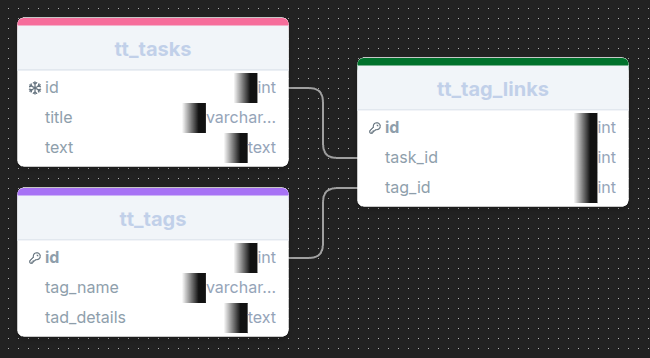 tt_tasks
id int
title varchar...
text text
tt_tags
id int
tag_name varchar...
tad_details text
tt_tag_links
id int
task_id int
tag_id int